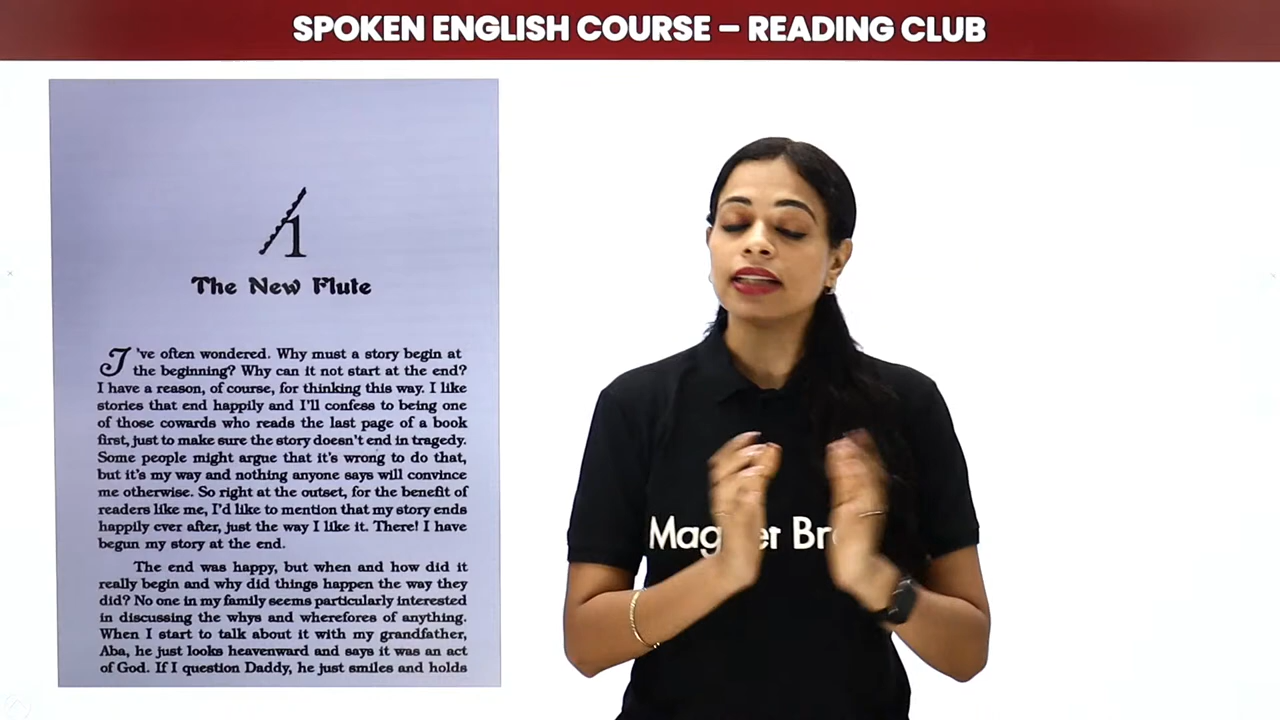 SPOKEN ENGLISH COURSE – READING CLUB
1
The New Flute
I've often wondered. Why must a story begin at
the beginning? Why can it not start at the end?
I have a reason, of course, for thinking this way. I like
stories that end happily and I'll confess to being one
of those cowards who reads the last page of a book
first, just to make sure the story doesn't end in tragedy.
Some people might argue that it's wrong to do that,
but it's my way and nothing anyone says will convince
me otherwise. So right at the outset, for the benefit of
readers like me, I'd like to mention that my story ends
happily ever after, just the way I like it. There! I have
begun my story at the end.
The end was happy, but when and how did it
really begin and why did things happen the way they
did? No one in my family seems particularly interested
in discussing the whys and wherefores of anything.
When I start to talk about it with my grandfather,
Aba, he just looks heavenward and says it was an act
of God. If I question Daddy, he just smiles and holds